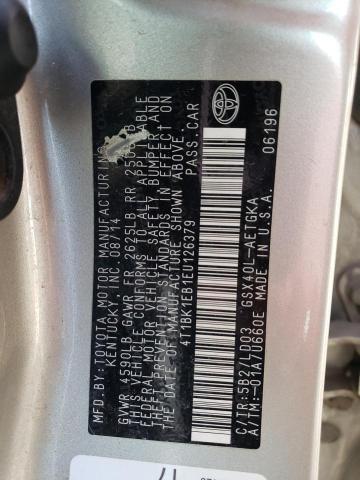 MFD. BY: TOYOTA MOTOR MANUFACTURING
KENTUCKY, INC. 08/14
GVWR 4590LB GAWR FR 2625LB RR
THIS VEHICLE CONFORMS TO ALL APPLICABLE
FEDERAL MOTOR VEHICLE SAFETY, BUMPER, AND
THEFT PREVENTION STANDARDS IN EFFECT ON
THE DATE OF MANUFACTURE SHOWN ABOVE.
4T1BK1EB1EU128379 PASS. CAR
C/TR: 5B2/LD03 GSX40L-AETGKA
A/TM: -01A/U660E MADE IN U.S.A. 06196